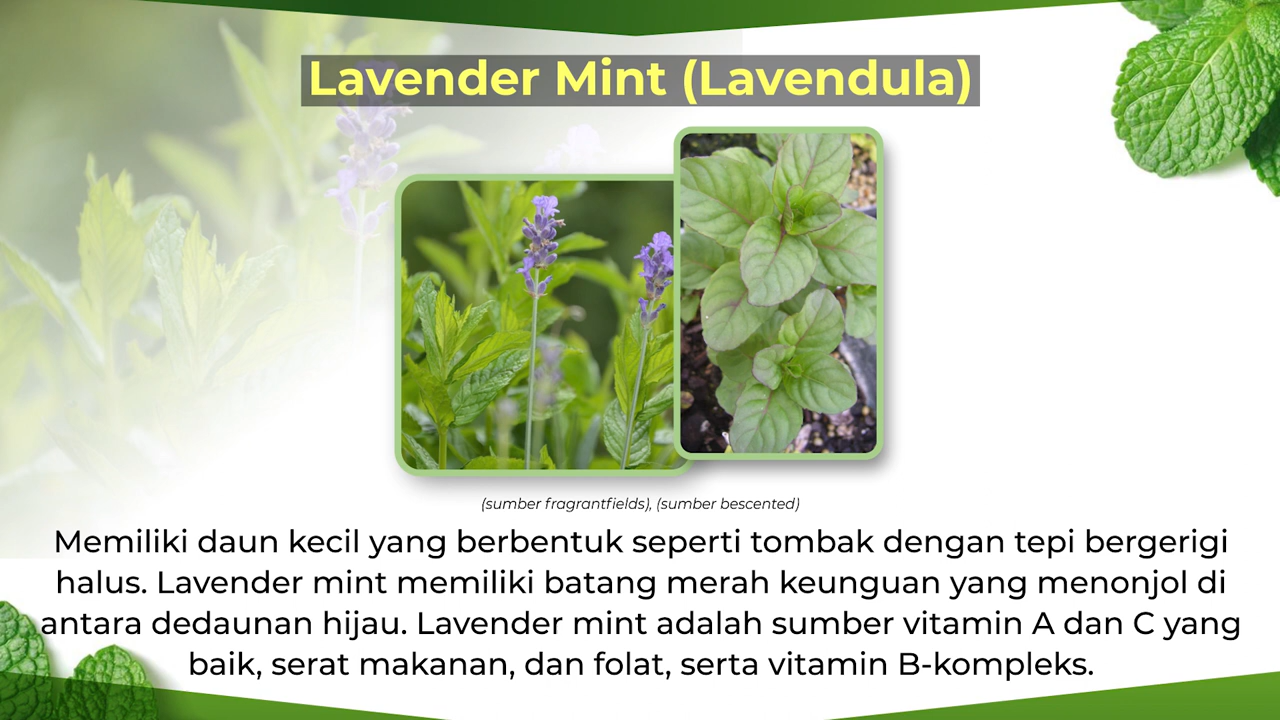 Lavender Mint (Lavendula)
(sumber fragrantfields), (sumber bescented)
Memiliki daun kecil yang berbentuk seperti tombak dengan tepi bergerigi
halus. Lavender mint memiliki batang merah keunguan yang menonjol di
antara dedaunan hijau. Lavender mint adalah sumber vitamin A dan C yang
baik, serat makanan, dan folat, serta vitamin B-kompleks.